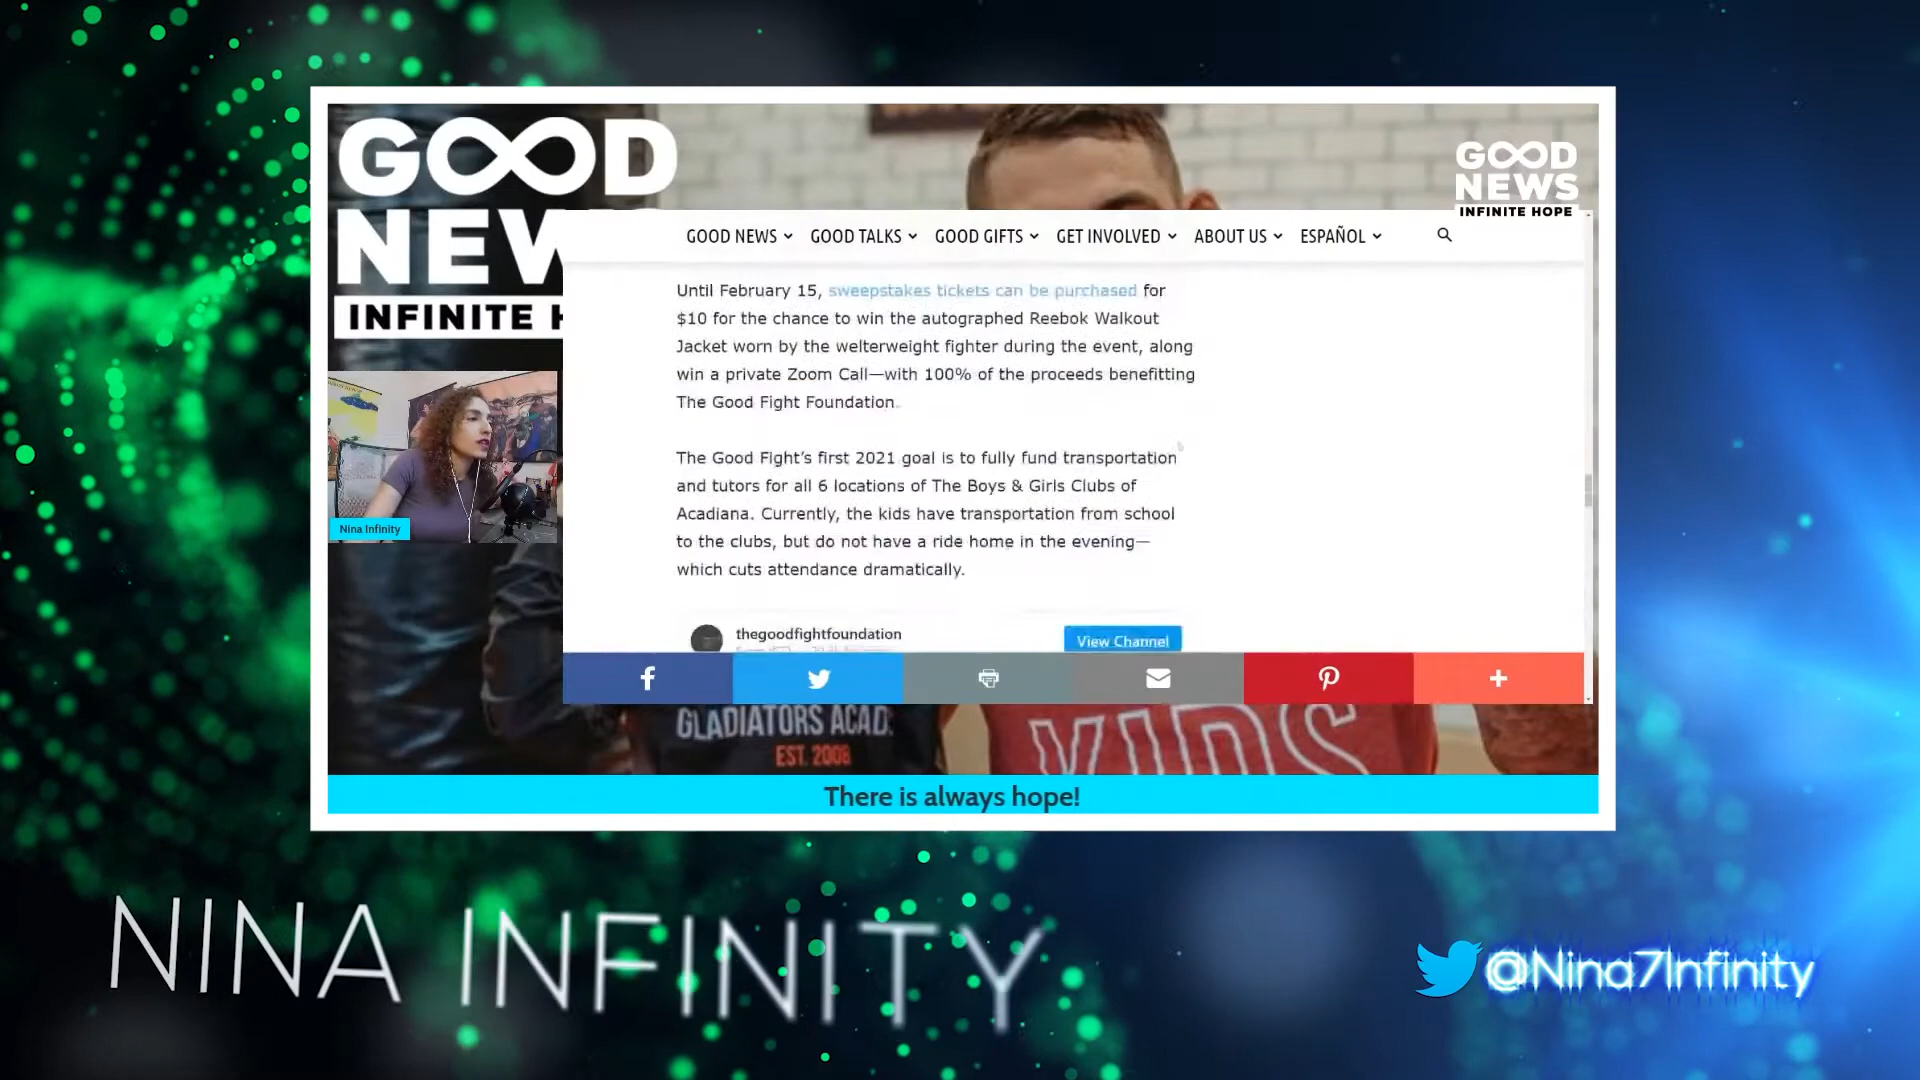 GOOD
NEW
INFINITE H
GOOD
NEWS
INFINITE HOPE
GOOD NEWS GOOD TALKS GOOD GIFTS GET INVOLVED ABOUT US ESPAÑOL
Until February 15, sweepstakes tickets can be purchased for
$10 for the chance to win the autographed Reebok Walkout
Jacket worn by the welterweight fighter during the event, along
win a private Zoom Call—with 100% of the proceeds benefitting
The Good Fight Foundation.
The Good Fight’s first 2021 goal is to fully fund transportation
and tutors for all 6 locations of The Boys & Girls Clubs of
Acadiana. Currently, the kids have transportation from school
to the clubs, but do not have a ride home in the evening—
which cuts attendance dramatically.
thegoodfightfoundation
View Channel
Nina Infinity
GLADIATORS ACAD.
EST. 2008
KIDS
There is always hope!
NINA INFINITY
@Nina7Infinity